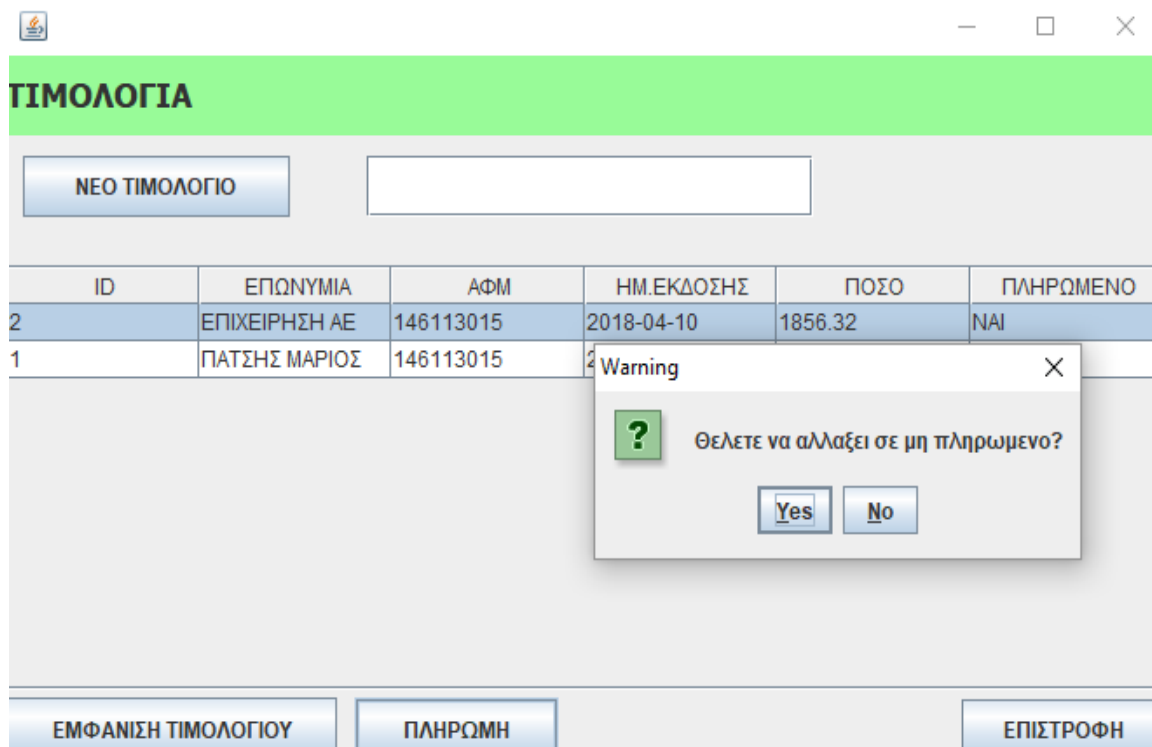 ΤΙΜΟΛΟΓΙΑ
ΝΕΟ ΤΙΜΟΛΟΓΙΟ
ID ΕΠΩΝΥΜΙΑ ΑΦΜ ΗΜ.ΕΚΔΟΣΗΣ ΠΟΣΟ ΠΛΗΡΩΜΕΝΟ
2 ΕΠΙΧΕΙΡΗΣΗ ΑΕ 146113015 2018-04-10 1856.32 ΝΑΙ
1 ΠΑΤΣΗΣ ΜΑΡΙΟΣ 146113015
Warning
Θελετε να αλλαξει σε μη πληρωμενο?
Yes No
ΕΜΦΑΝΙΣΗ ΤΙΜΟΛΟΓΙΟΥ ΠΛΗΡΩΜΗ ΕΠΙΣΤΡΟΦΗ